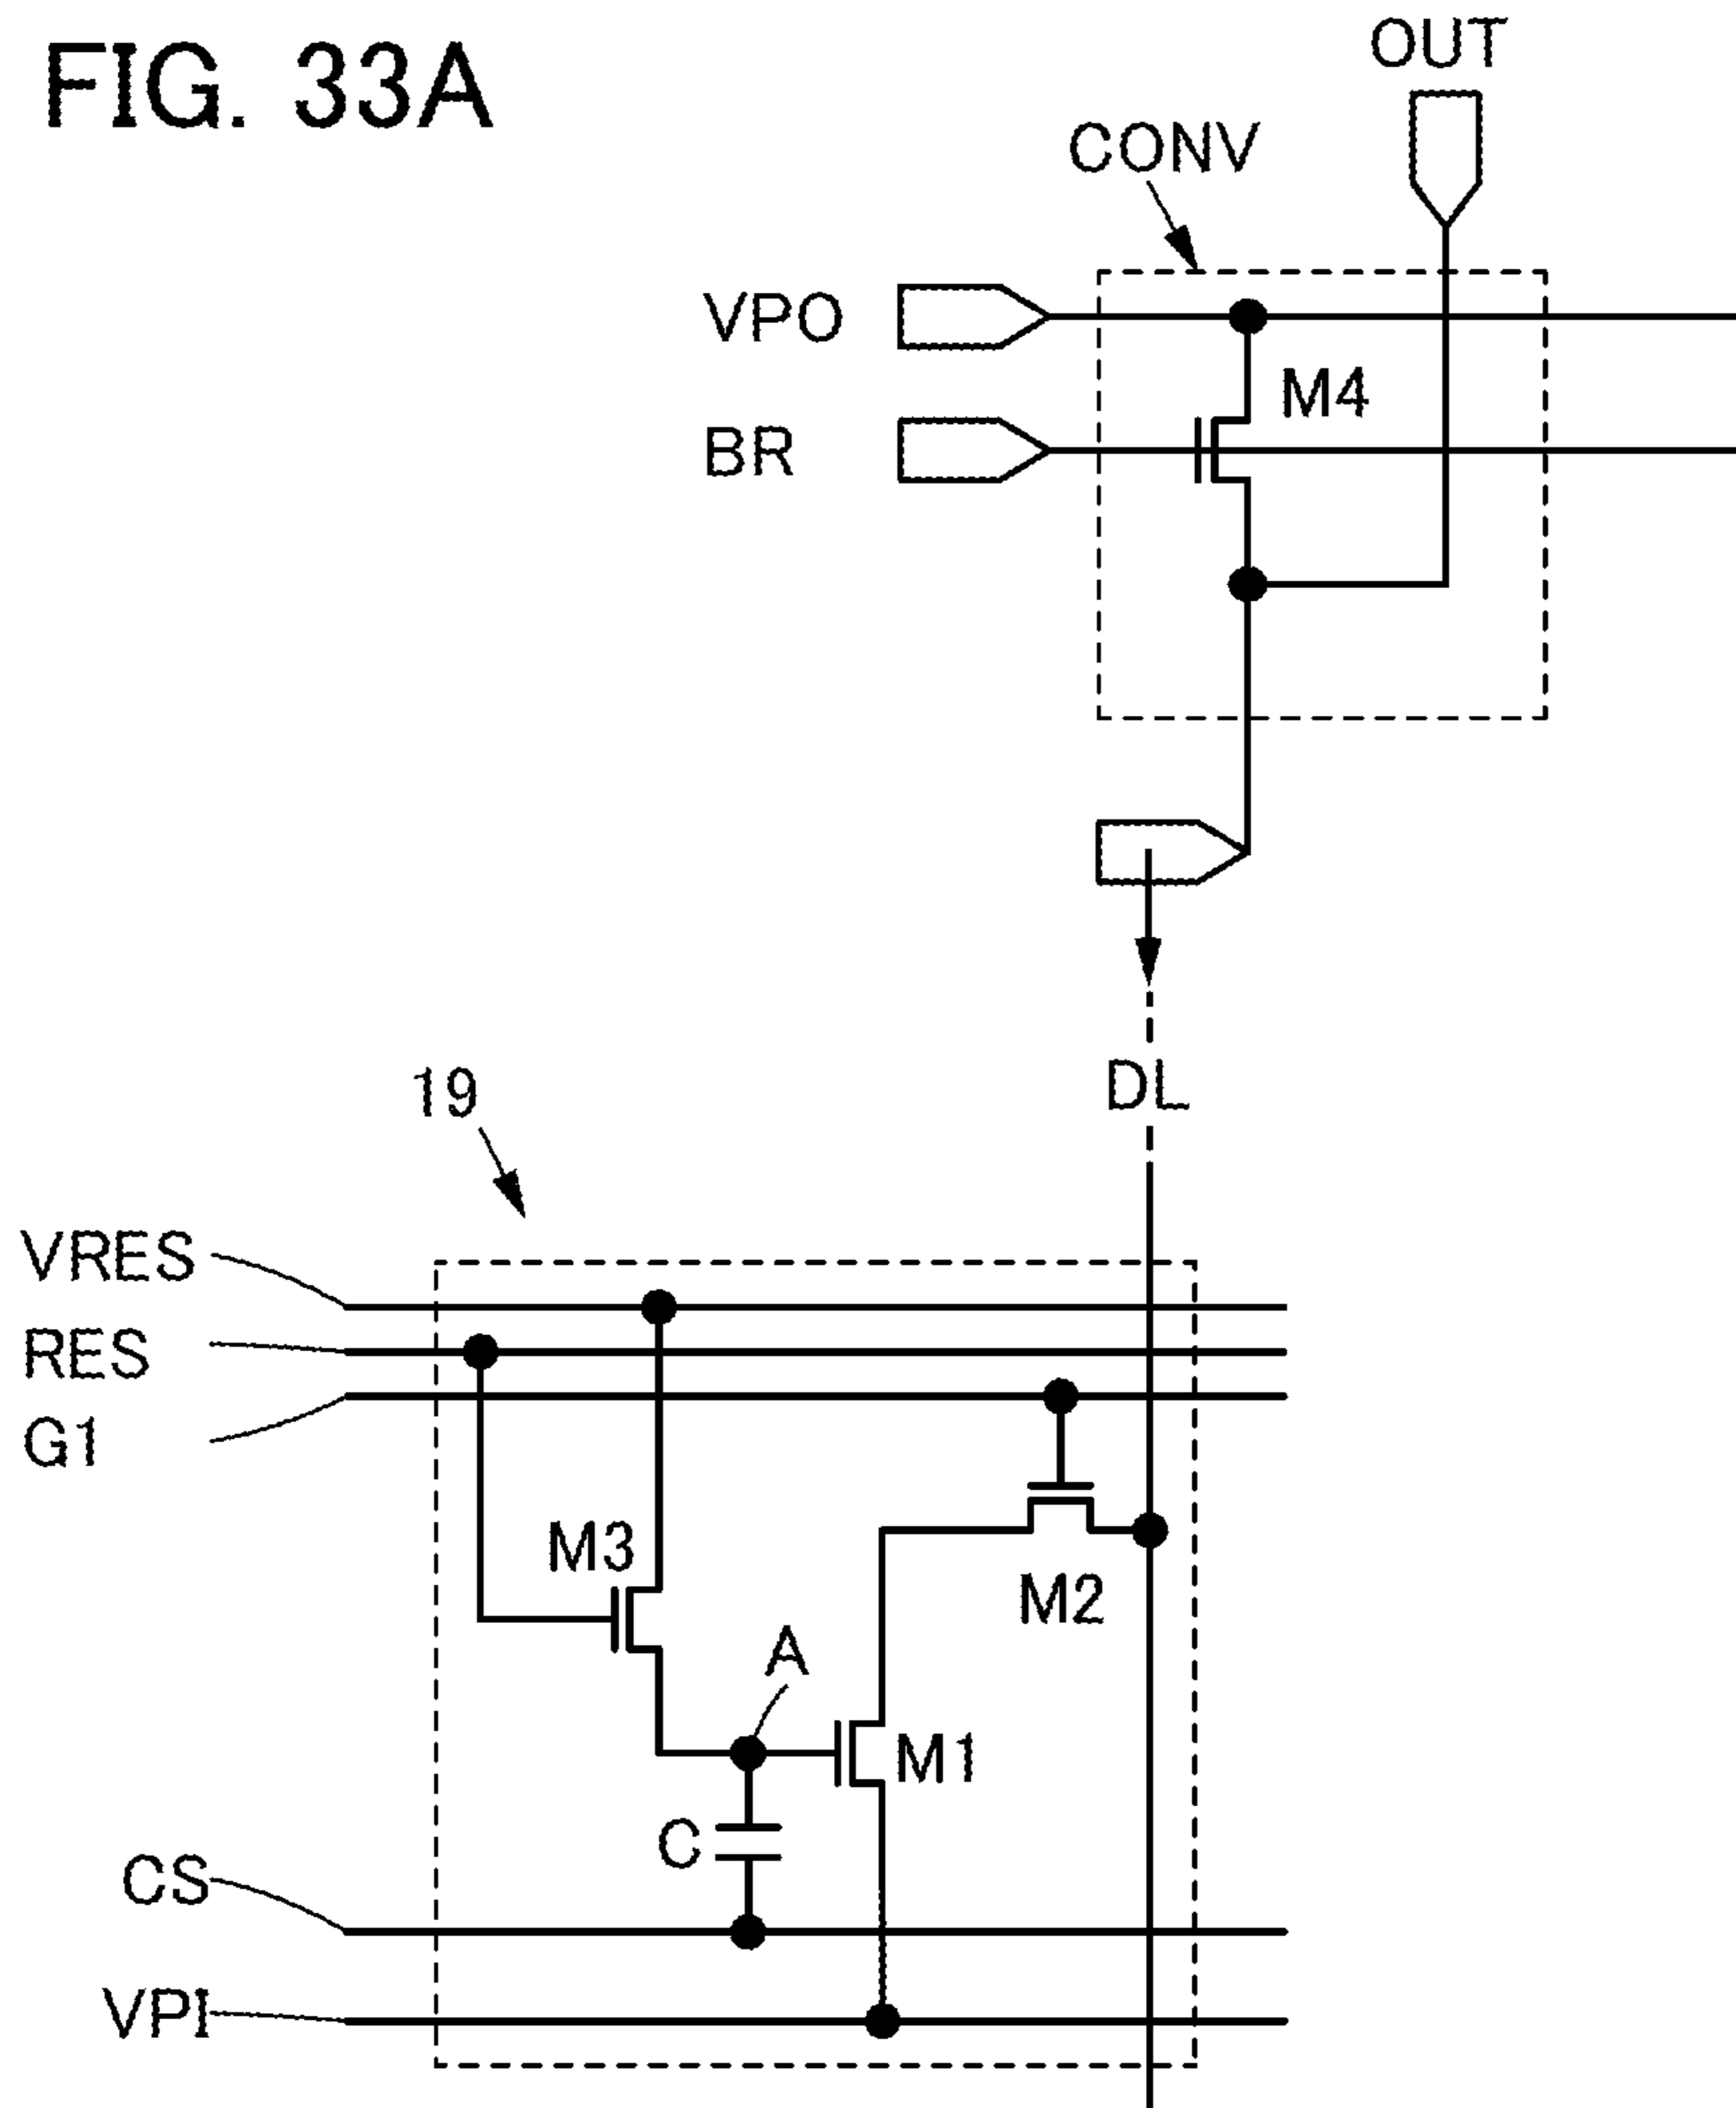 FIG. 33A
OUT
CONV
VPO
M4
BR
DL
19
VRES
RES
G1
M3
M2
A
M1
C
CS
VPI